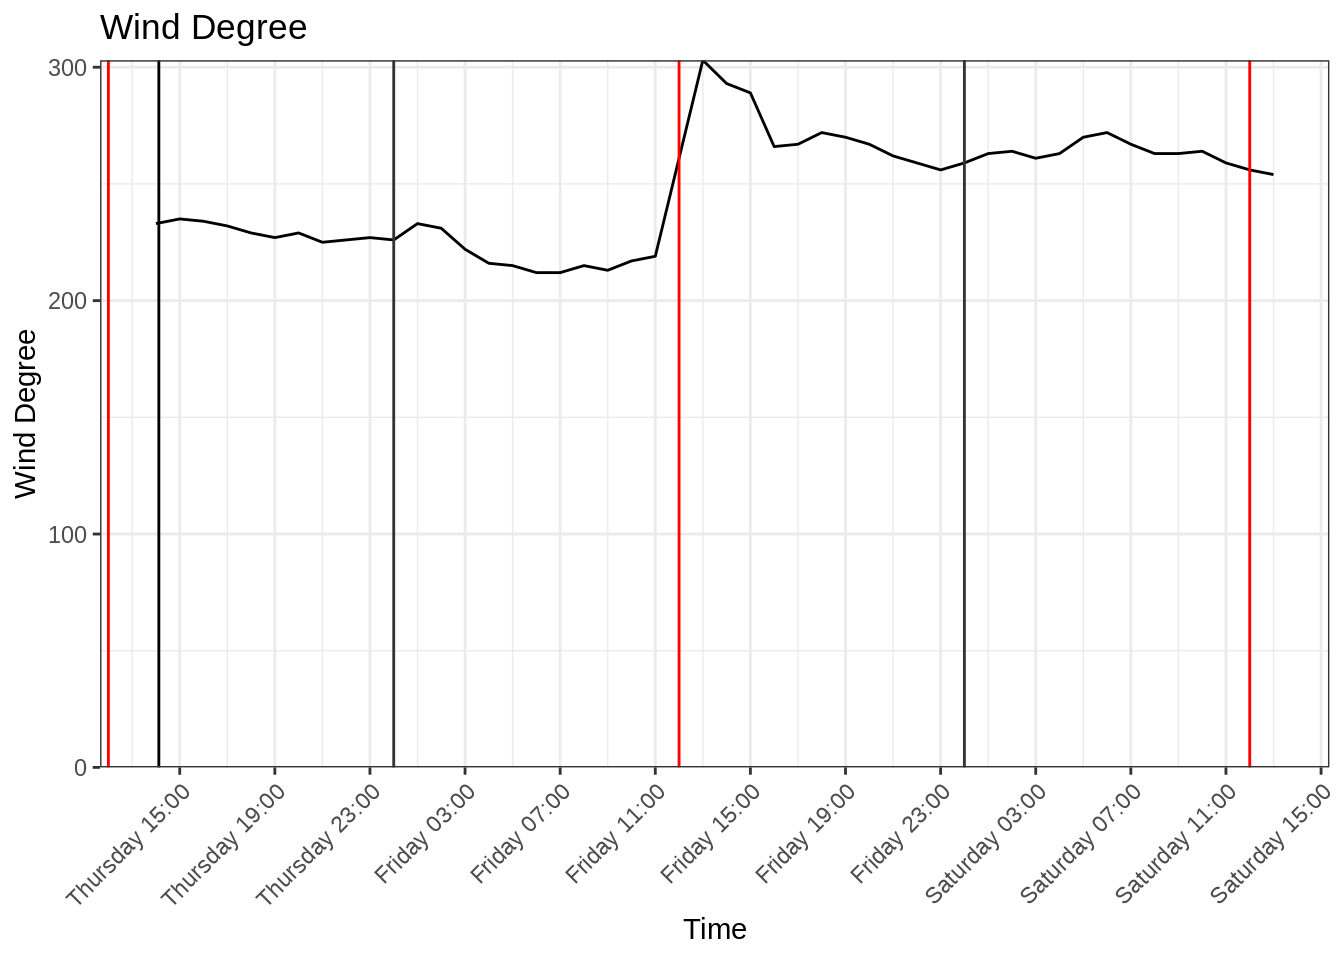 Wind Degree
300
200
100
0
Wind Degree
Thursday 15:00
Thursday 19:00
Thursday 23:00
Friday 03:00
Friday 07:00
Friday 11:00
Friday 15:00
Friday 19:00
Friday 23:00
Saturday 03:00
Saturday 07:00
Saturday 11:00
Saturday 15:00
Time